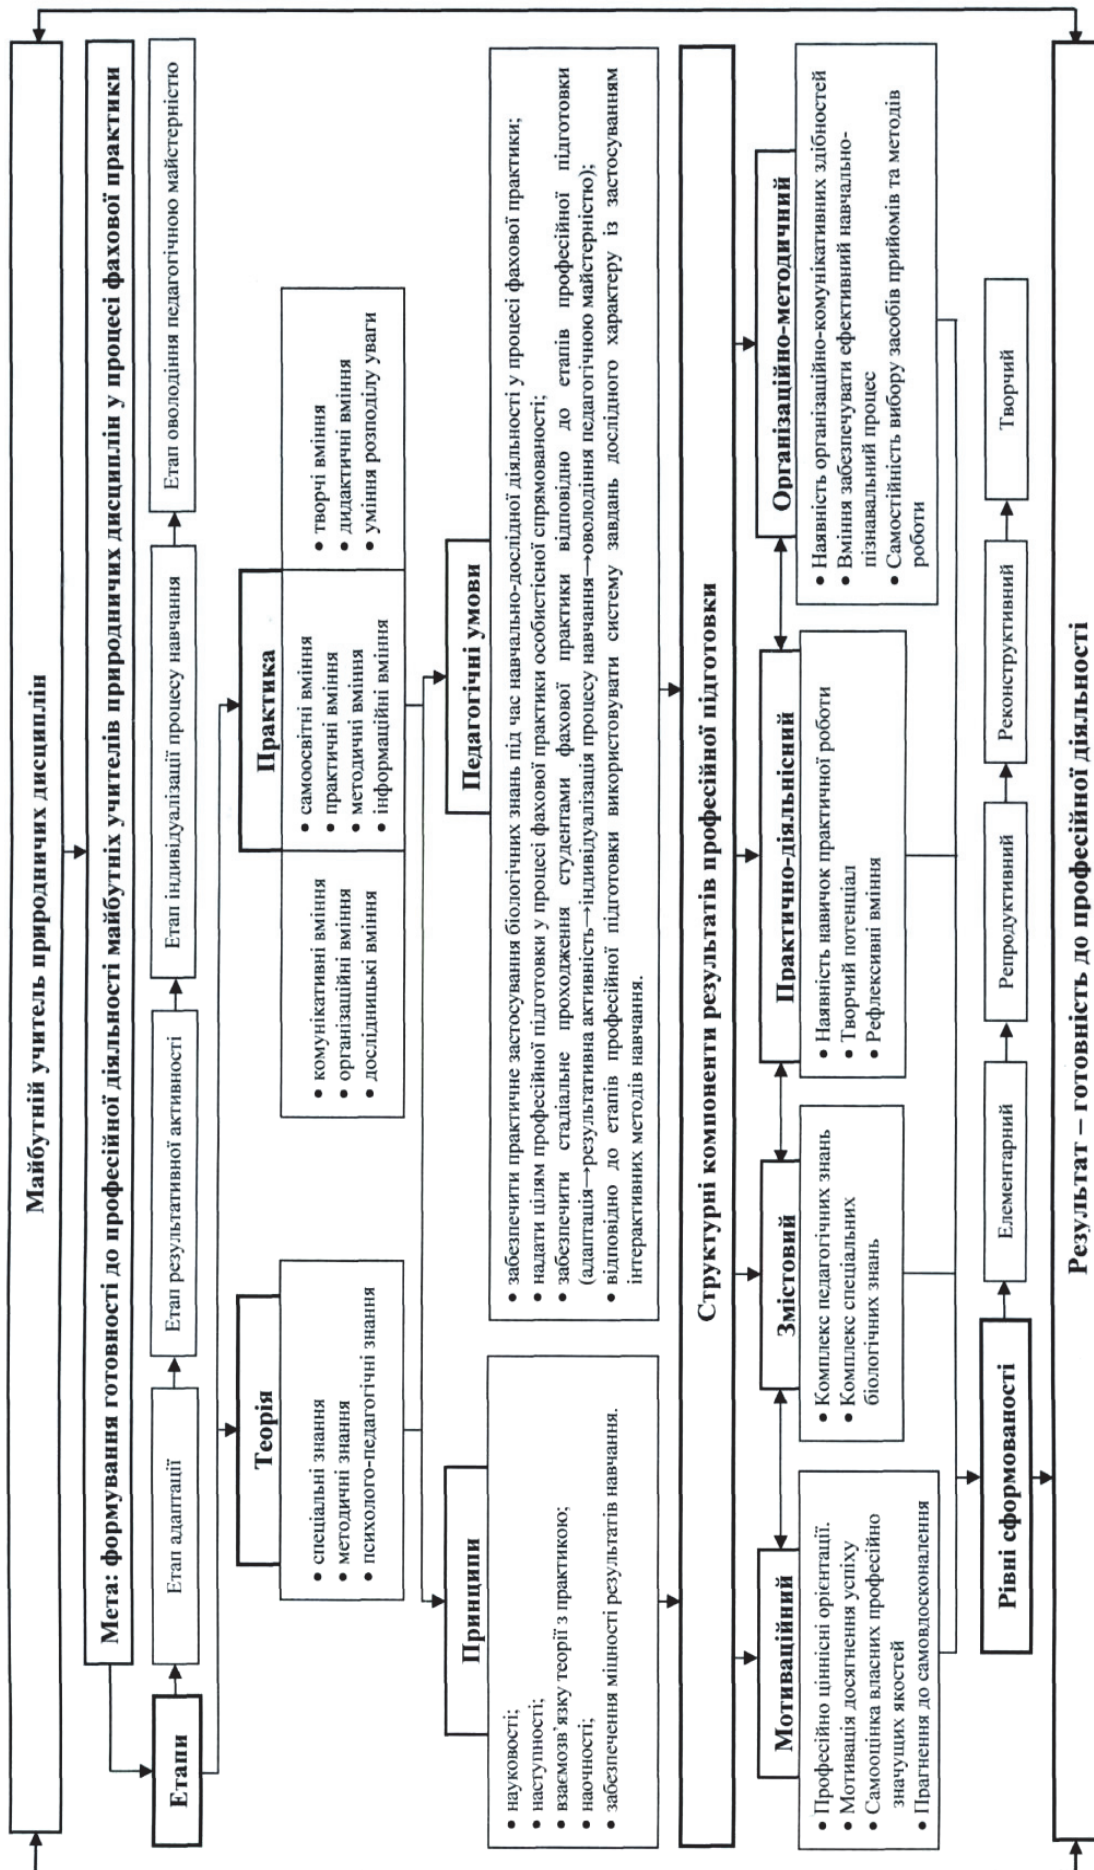 Майбутній учитель природничих дисциплін
Мета: формування готовності до професійної діяльності майбутніх учителів природничих дисциплін у процесі фахової практики
Етапи
Етап адаптації
Етап результативної активності
Етап індивідуалізації процесу навчання
Етап оволодіння педагогічною майстерністю
Теорія
• спеціальні знання
• методичні знання
• психолого-педагогічні знання
Практика
• комунікативні вміння
• організаційні вміння
• дослідницькі вміння
• самоосвітні вміння
• практичні вміння
• методичні вміння
• інформаційні вміння
• творчі вміння
• дидактичні вміння
• уміння розподілу уваги
Принципи
• науковості;
• наступності;
• взаємозв'язку теорії з практикою;
• наочності;
• забезпечення міцності результатів навчання.
Педагогічні умови
• забезпечити практичне застосування біологічних знань під час навчально-дослідної діяльності у процесі фахової практики;
• надати цілям професійної підготовки у процесі фахової практики особистісної спрямованості;
• забезпечити стадіальне проходження студентами фахової практики відповідно до етапів професійної підготовки
(адаптація→результативна активність→індивідуалізація процесу навчання→оволодіння педагогічною майстерністю);
• відповідно до етапів професійної підготовки використовувати систему завдань дослідного характеру із застосуванням
інтерактивних методів навчання.
Структурні компоненти результатів професійної підготовки
Мотиваційний
• Професійно ціннісні орієнтації.
• Мотивація досягнення успіху
• Самооцінка власних професійно
значущих якостей
• Прагнення до самовдосконалення
Змістовий
• Комплекс педагогічних знань
• Комплекс спеціальних
біологічних знань
Практично-діяльнісний
• Наявність навичок практичної роботи
• Творчий потенціал
• Рефлексивні вміння
Організаційно-методичний
• Наявність організаційно-комунікативних здібностей
• Вміння забезпечувати ефективний навчально-
пізнавальний процес
• Самостійність вибору засобів прийомів та методів
роботи
Рівні сформованості
Елементарний
Репродуктивний
Реконструктивний
Творчий
Результат – готовність до професійної діяльності